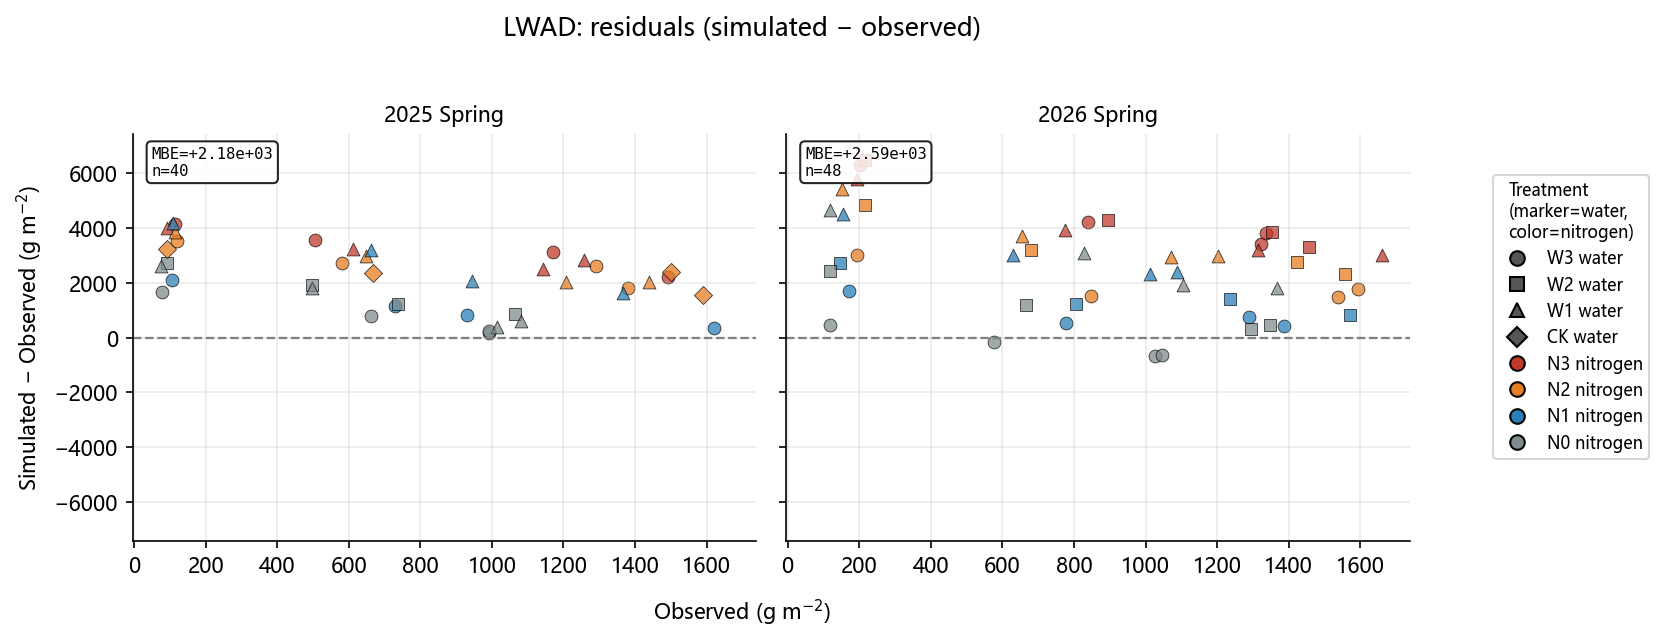 LWAD: residuals (simulated − observed)
2025 Spring
2026 Spring
MBE=+2.18e+03
n=40
MBE=+2.59e+03
n=48
6000
4000
2000
0
−2000
−4000
−6000
Simulated − Observed (g m⁻²)
0 200 400 600 800 1000 1200 1400 1600
0 200 400 600 800 1000 1200 1400 1600
Observed (g m⁻²)
Treatment
(marker=water,
color=nitrogen)
W3 water
W2 water
W1 water
CK water
N3 nitrogen
N2 nitrogen
N1 nitrogen
N0 nitrogen